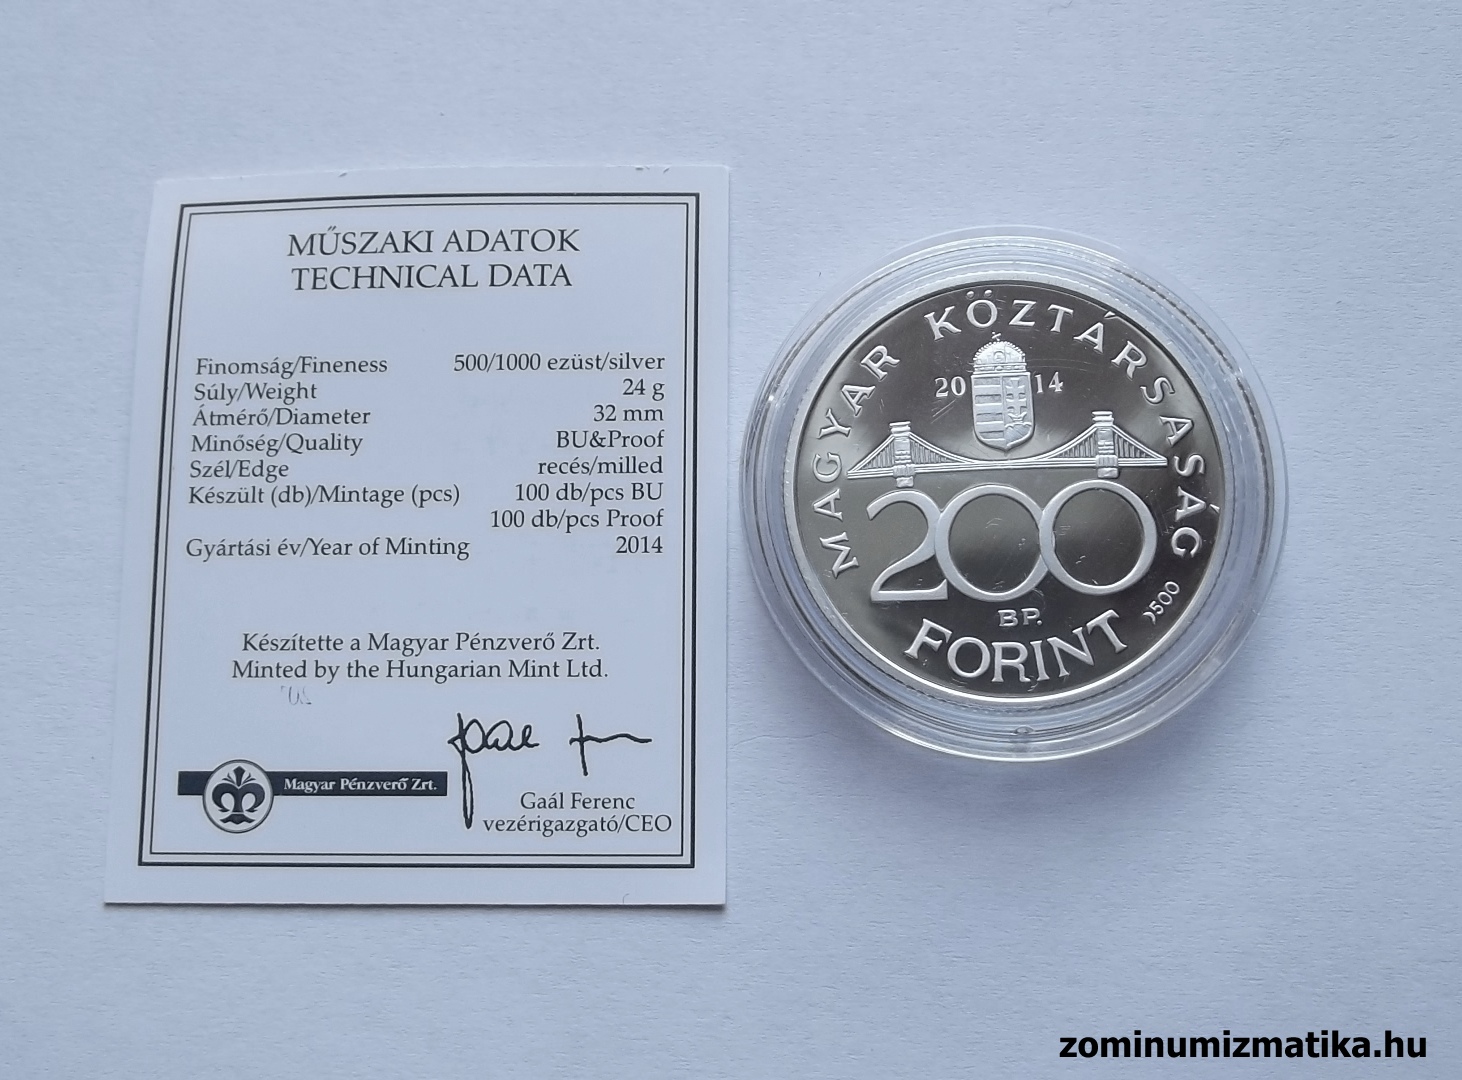 MŰSZAKI ADATOK
TECHNICAL DATA
Finomság/Fineness 500/1000 ezüst/silver
Súly/Weight 24 g
Átmérő/Diameter 32 mm
Minőség/Quality BU&Proof
Szél/Edge recés/milled
Készült (db)/Mintage (pcs) 100 db/pcs BU
100 db/pcs Proof
Gyártási év/Year of Minting 2014
Készítette a Magyar Pénzverő Zrt.
Minted by the Hungarian Mint Ltd.
Magyar Pénzverő Zrt.
Gaál Ferenc
vezérigazgató/CEO
MAGYAR KÖZTÁRSASÁG
2014
200
BP.
FORINT
500
zominumizmatika.hu